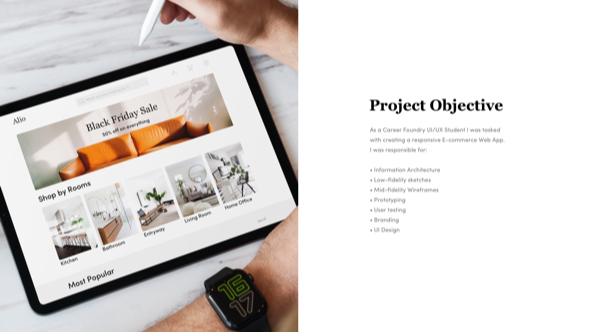 Alio
Black Friday Sale
50% off on everything
Shop by Rooms
Kitchen
Bathroom
Entryway
Living Room
Home Office
Most Popular
16
17
Project Objective
As a Career Foundry UI/UX Student I was tasked
with creating a responsive E-commerce Web App.
I was responsible for:
• Information Architecture
• Low-fidelity sketches
• Mid-fidelity Wireframes
• Prototyping
• User testing
• Branding
• UI Design